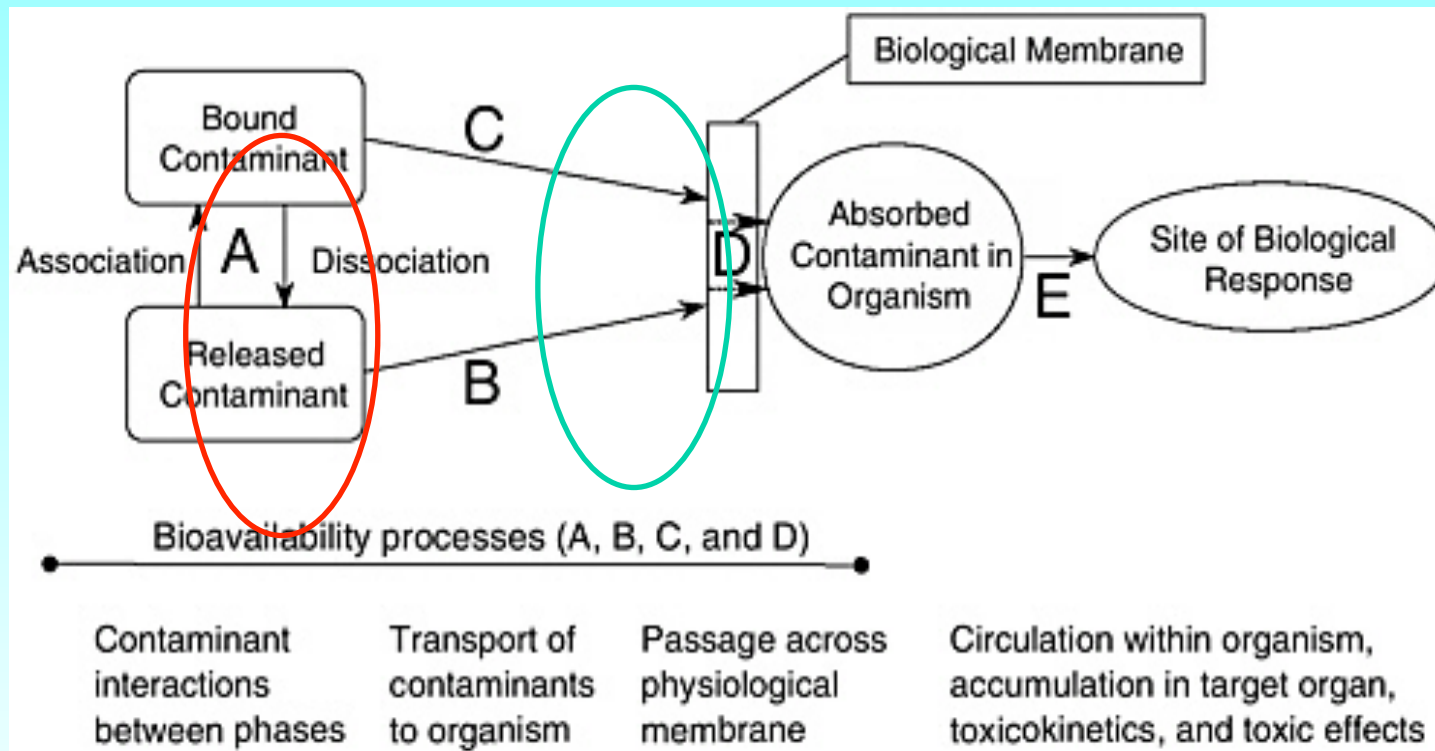 Biological Membrane
Bound
Contaminant
C
Association
A
Dissociation
D
Absorbed
Contaminant in
Organism
E
Site of Biological
Response
Released
Contaminant
B
Bioavailability processes (A, B, C, and D)
Contaminant
interactions
between phases
Transport of
contaminants
to organism
Passage across
physiological
membrane
Circulation within organism,
accumulation in target organ,
toxicokinetics, and toxic effects